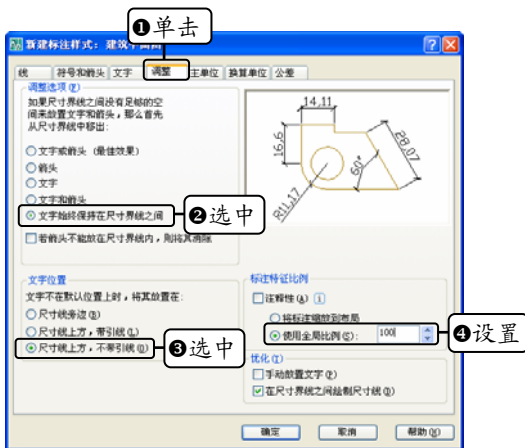 ❶单击
新建标注样式：建筑平面图
线 符号和箭头 文字 调整 主单位 换算单位 公差
调整选项(F)
如果尺寸界线之间没有足够的空
间来放置文字和箭头，那么首先
从尺寸界线中移出：
文字或箭头（最佳效果）
箭头
文字
文字和箭头
文字始终保持在尺寸界线之间
❷选中
若箭头不能放在尺寸界线内，则将其消除
14,11
16,6
28,07
60°
R11,17
文字位置
文字不在默认位置上时，将其放置在：
尺寸线旁边(B)
尺寸线上方，带引线(L)
尺寸线上方，不带引线(O)
❸选中
标注特征比例
注释性(A)
将标注缩放到布局
使用全局比例(S)： 100
❹设置
优化(T)
手动放置文字(P)
在尺寸界线之间绘制尺寸线(D)
确定 取消 帮助(H)